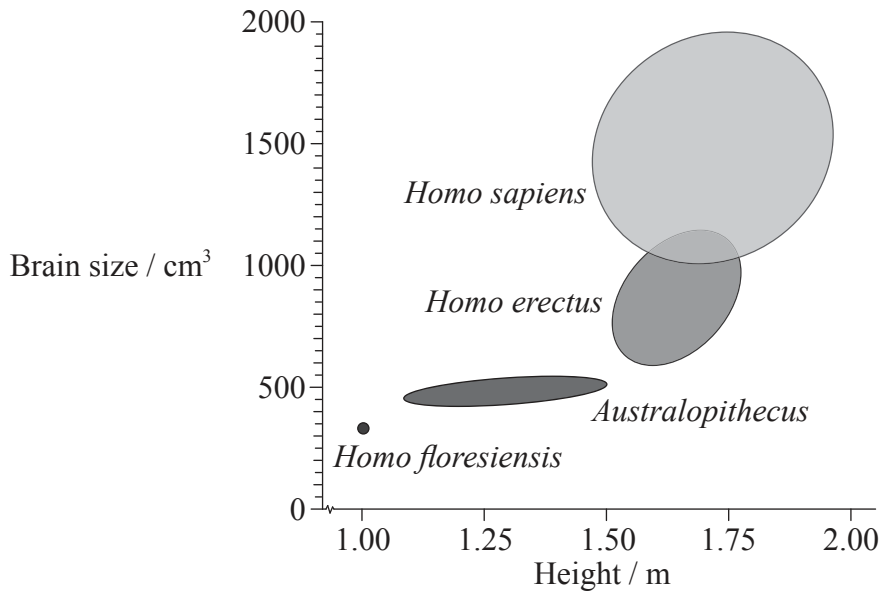 2000
1500
Homo sapiens
Brain size / cm³
1000
Homo erectus
500
Australopithecus
Homo floresiensis
0
1.00 1.25 1.50 1.75 2.00
Height / m